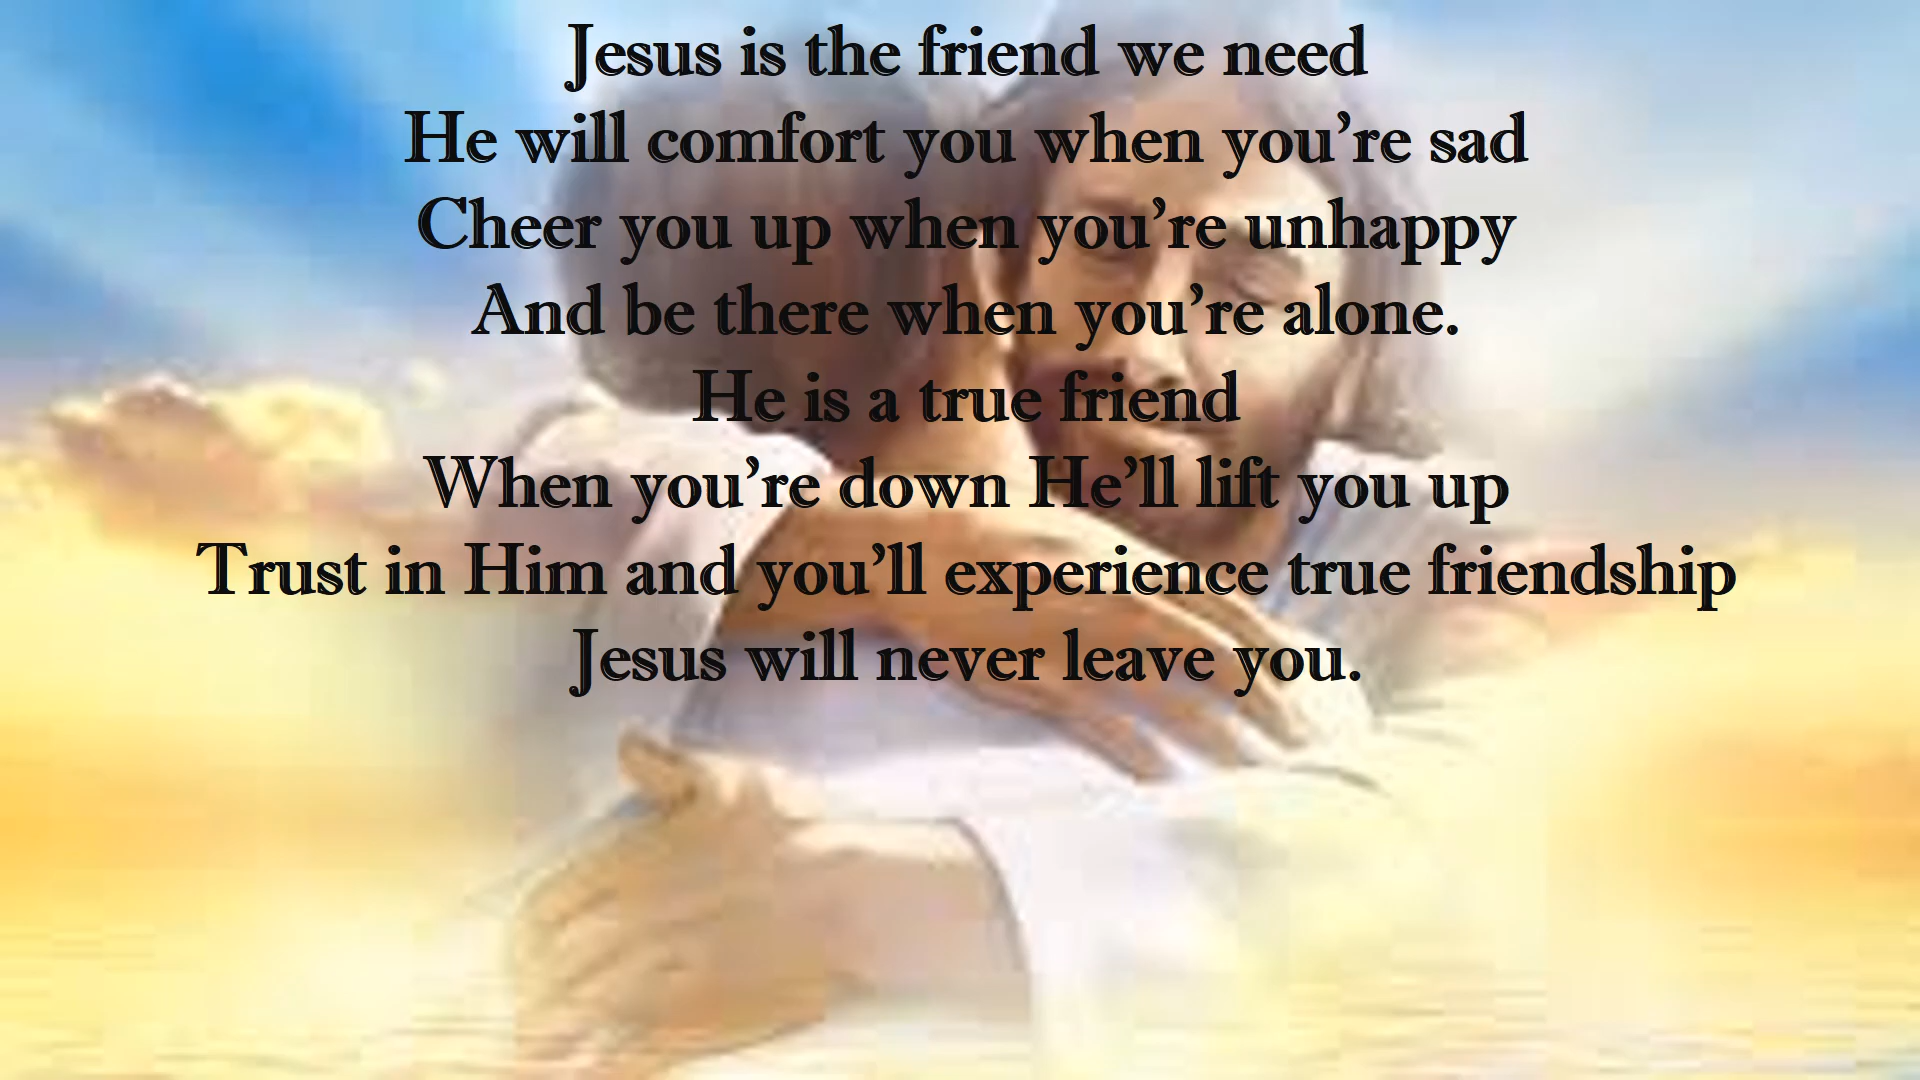 Jesus is the friend we need
He will comfort you when you’re sad
Cheer you up when you’re unhappy
And be there when you’re alone.
He is a true friend
When you’re down He’ll lift you up
Trust in Him and you’ll experience true friendship
Jesus will never leave you.